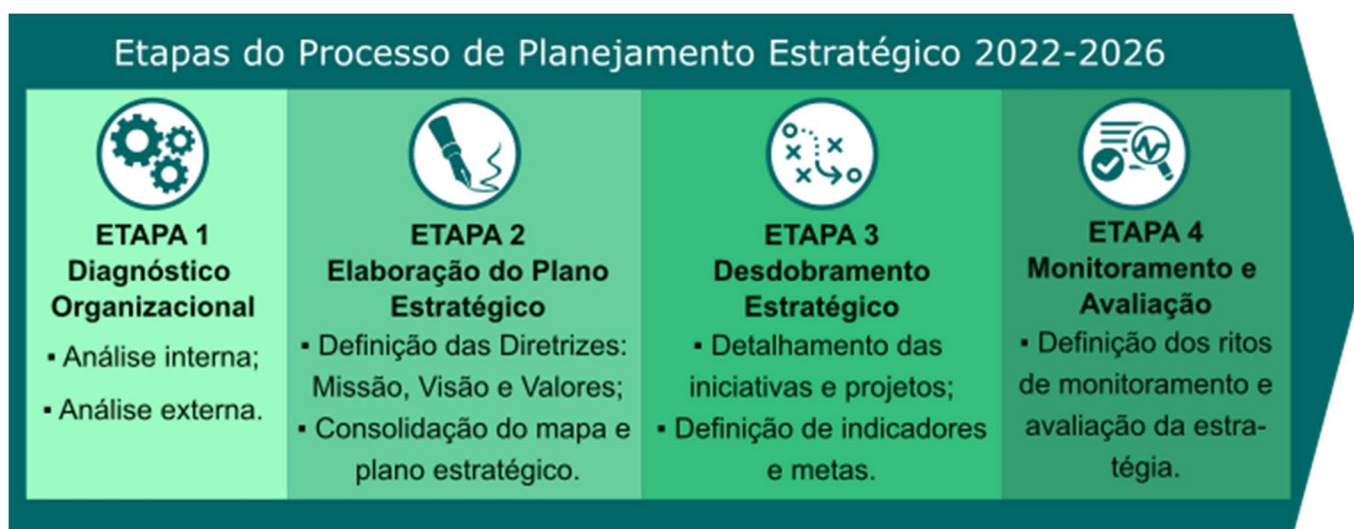 Etapas do Processo de Planejamento Estratégico 2022-2026
ETAPA 1
Diagnóstico
Organizacional
▪ Análise interna;
▪ Análise externa.
ETAPA 2
Elaboração do Plano
Estratégico
▪ Definição das Diretrizes:
Missão, Visão e Valores;
▪ Consolidação do mapa e
plano estratégico.
ETAPA 3
Desdobramento
Estratégico
▪ Detalhamento das
iniciativas e projetos;
▪ Definição de indicadores
e metas.
ETAPA 4
Monitoramento e
Avaliação
▪ Definição dos ritos
de monitoramento e
avaliação da estra-
tégia.